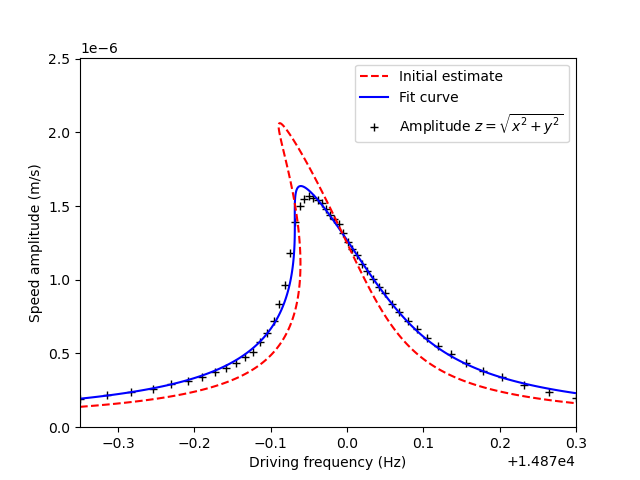 1e−6
2.5
2.0
1.5
1.0
0.5
0.0
Speed amplitude (m/s)
Initial estimate
Fit curve
Amplitude z = √x² + y²
−0.3 −0.2 −0.1 0.0 0.1 0.2 0.3
Driving frequency (Hz)
+1.487e4